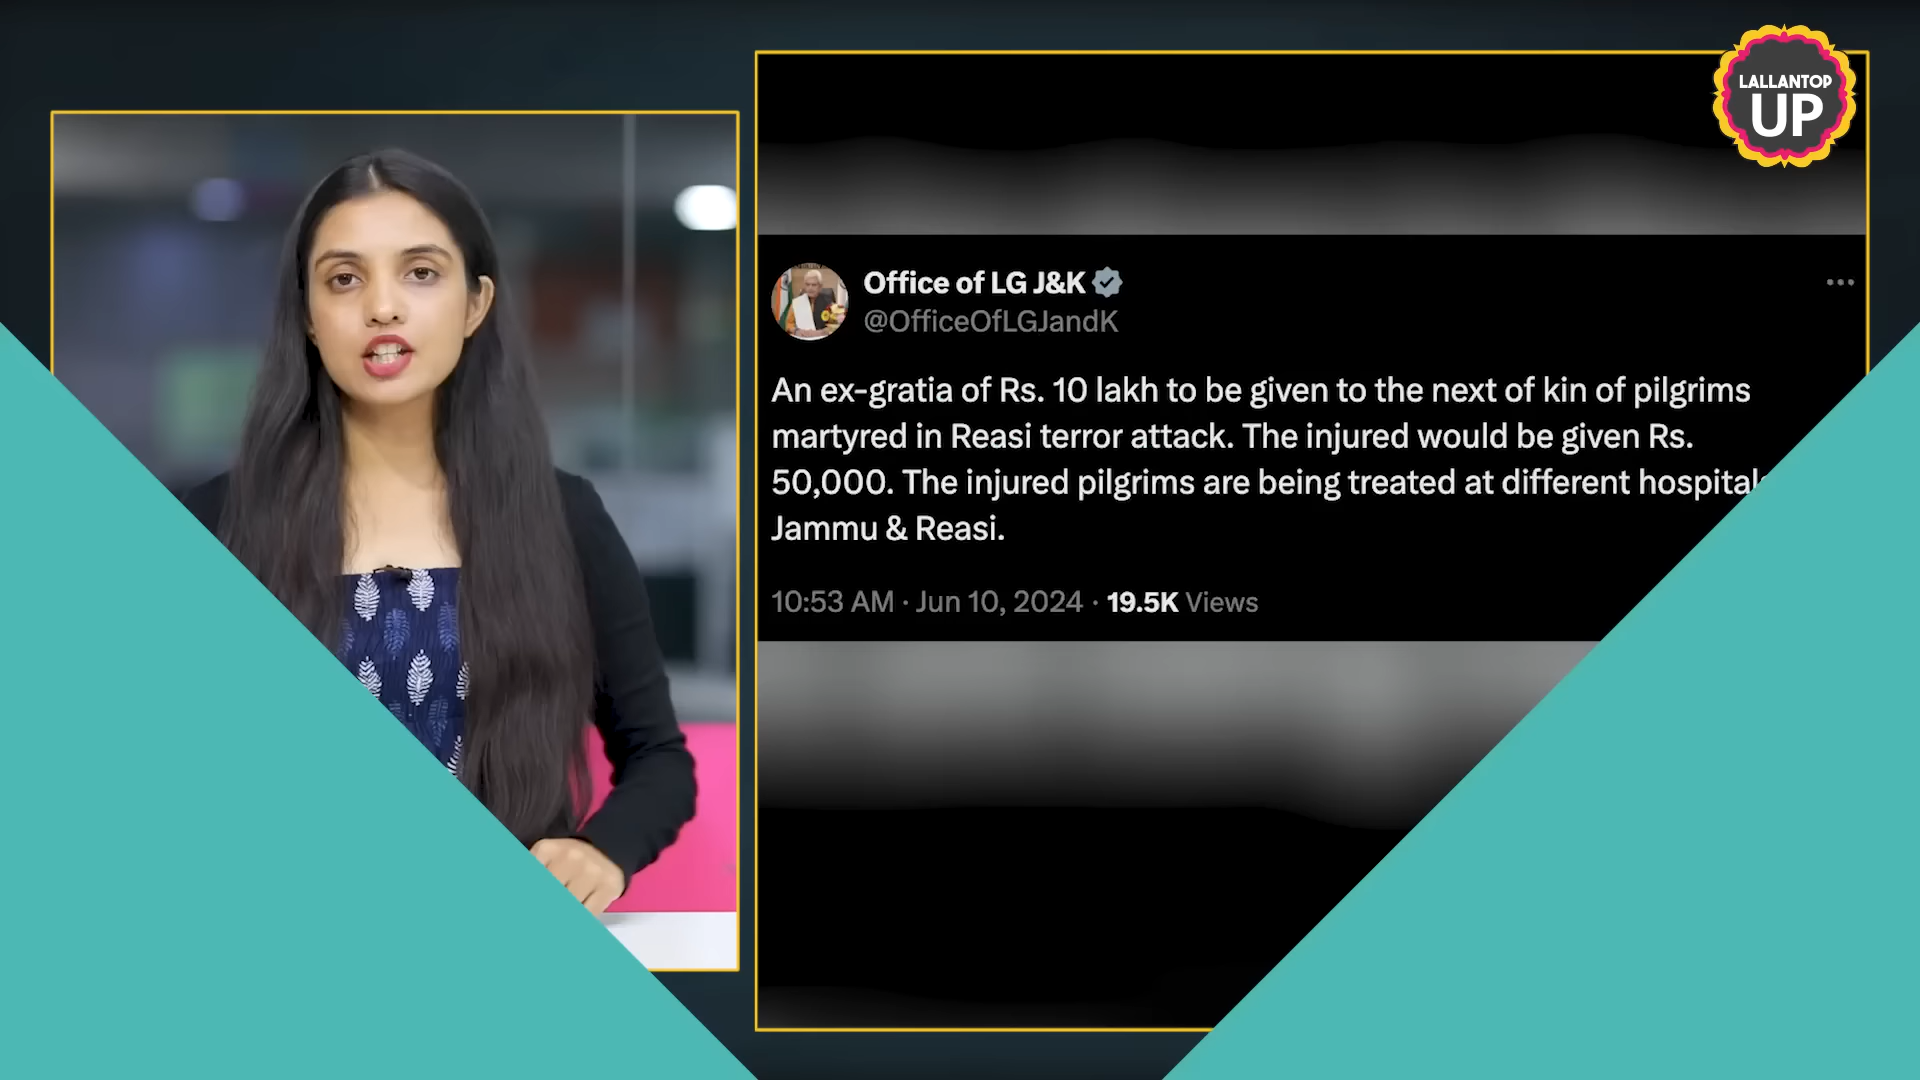 LALLANTOP
UP
Office of LG J&K
@OfficeOfLGJandK
An ex-gratia of Rs. 10 lakh to be given to the next of kin of pilgrims
martyred in Reasi terror attack. The injured would be given Rs.
50,000. The injured pilgrims are being treated at different
Jammu & Reasi.
10:53 AM · Jun 10, 2024 · 19.5K Views